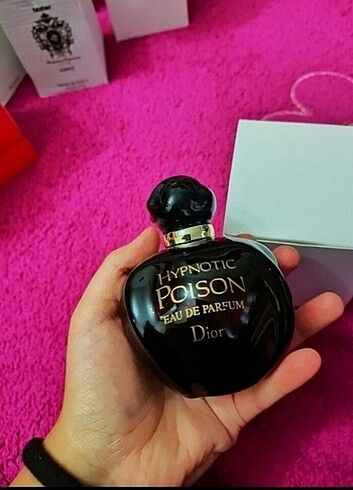 HYPNOTIC
POISON
EAU DE PARFUM
Dior